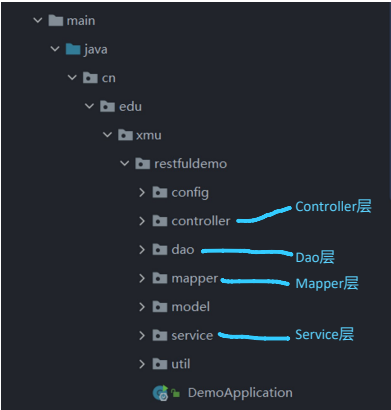 main
java
cn
edu
xmu
restfuldemo
config
controller Controller层
dao Dao层
mapper Mapper层
model
service Service层
util
DemoApplication